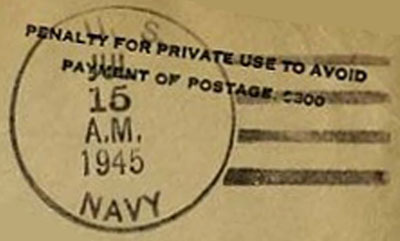 U. S.
PENALTY FOR PRIVATE USE TO AVOID
PAYMENT OF POSTAGE, $300
JUL
15
A.M.
1945
NAVY